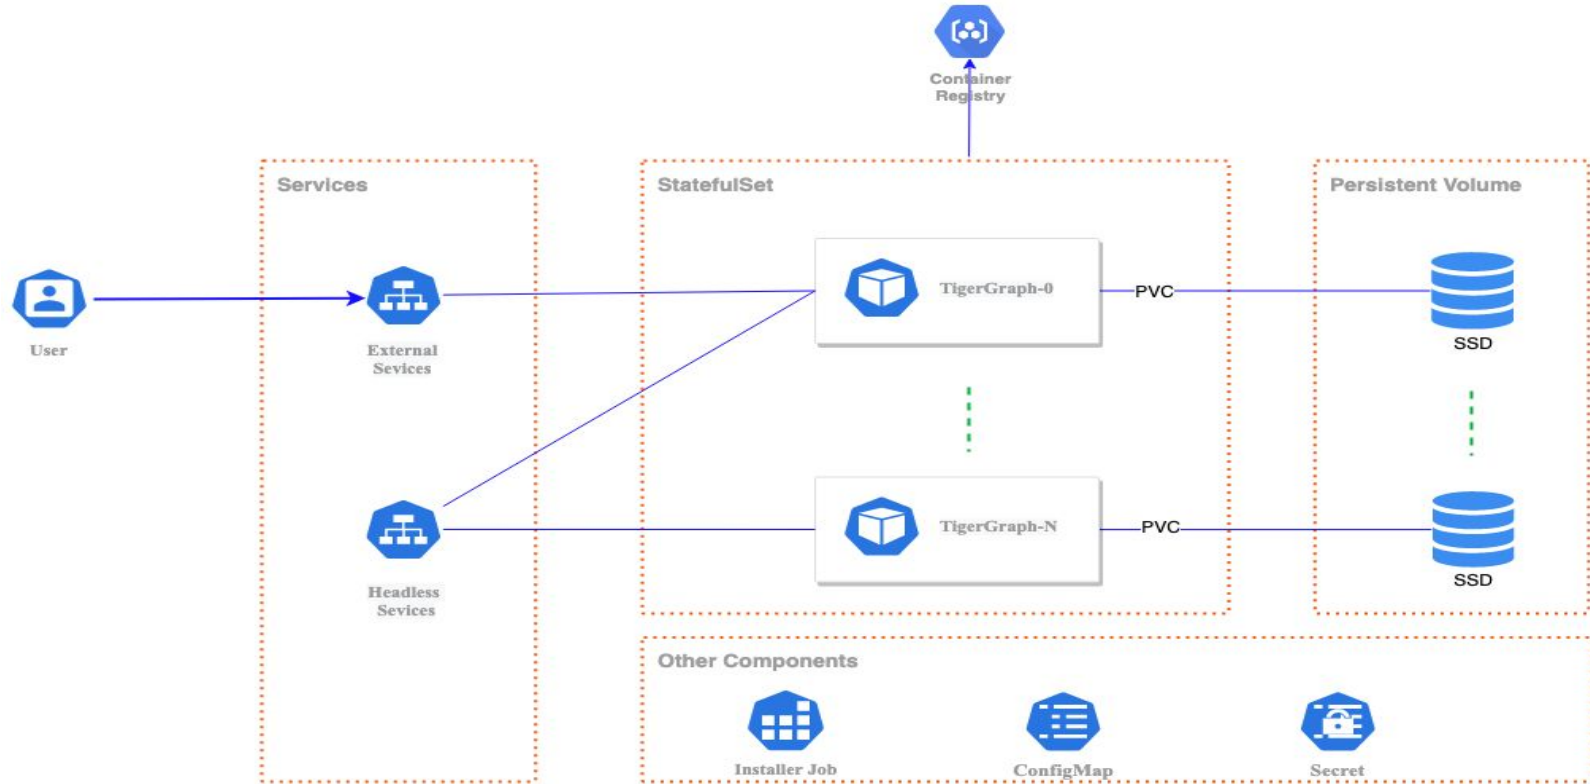 Container
Registry
Services
StatefulSet
Persistent Volume
TigerGraph-0
PVC
User
External
Sevices
SSD
TigerGraph-N
PVC
Headless
Sevices
SSD
Other Components
Installer Job
ConfigMap
Secret